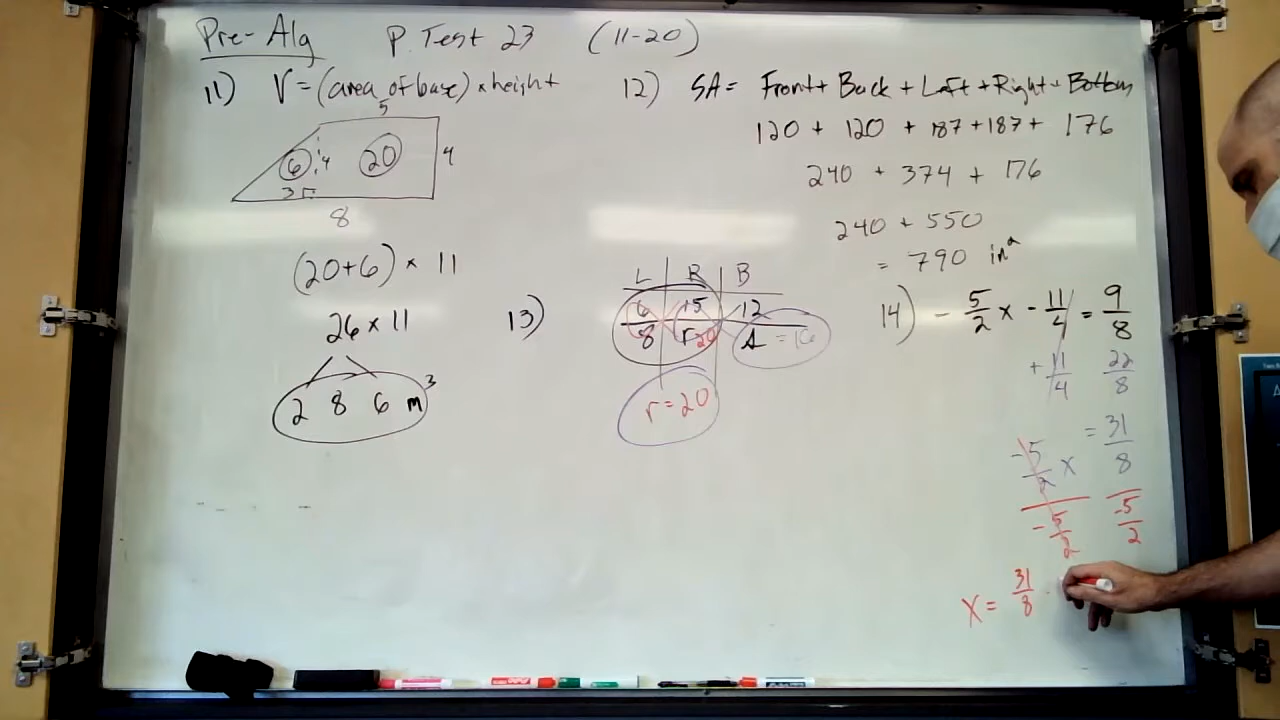 Pre-Alg P. Test 23 (11-20)
11) V = (area of base) × height
5
6 4 20 4
3
8
(20+6) × 11
26 × 11
2 8 6 m³
12) SA = Front + Back + Left + Right + Bottom
120 + 120 + 187 + 187 + 176
240 + 374 + 176
240 + 550
= 790 in²
13) L R B
6 15 12
8 r 20 A = 16
r = 20
14) - 5/2 x - 11/4 = 9/8
+ 11/4 22/8
-5/2 x = 31/8
-5/2 -5/2
x = 31/8